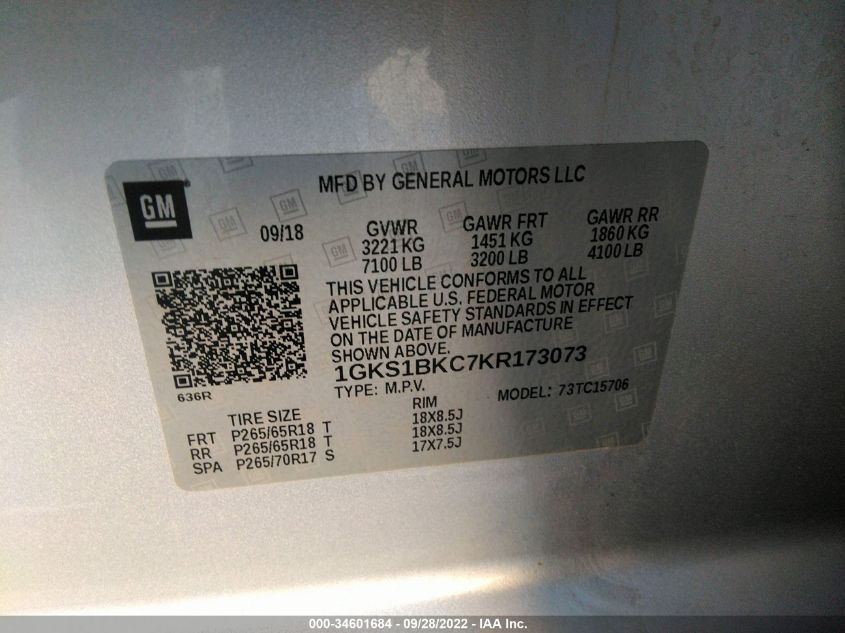 GM
MFD BY GENERAL MOTORS LLC
09/18 GVWR GAWR FRT GAWR RR
3221 KG 1451 KG 1860 KG
7100 LB 3200 LB 4100 LB
THIS VEHICLE CONFORMS TO ALL
APPLICABLE U.S. FEDERAL MOTOR
VEHICLE SAFETY STANDARDS IN EFFECT
ON THE DATE OF MANUFACTURE
SHOWN ABOVE.
1GKS1BKC7KR173073
636R
TYPE: M.P.V. MODEL: 73TC15706
TIRE SIZE RIM
FRT P265/65R18 T 18X8.5J
RR P265/65R18 T 18X8.5J
SPA P265/70R17 S 17X7.5J
000-34601684 - 09/28/2022 - IAA Inc.